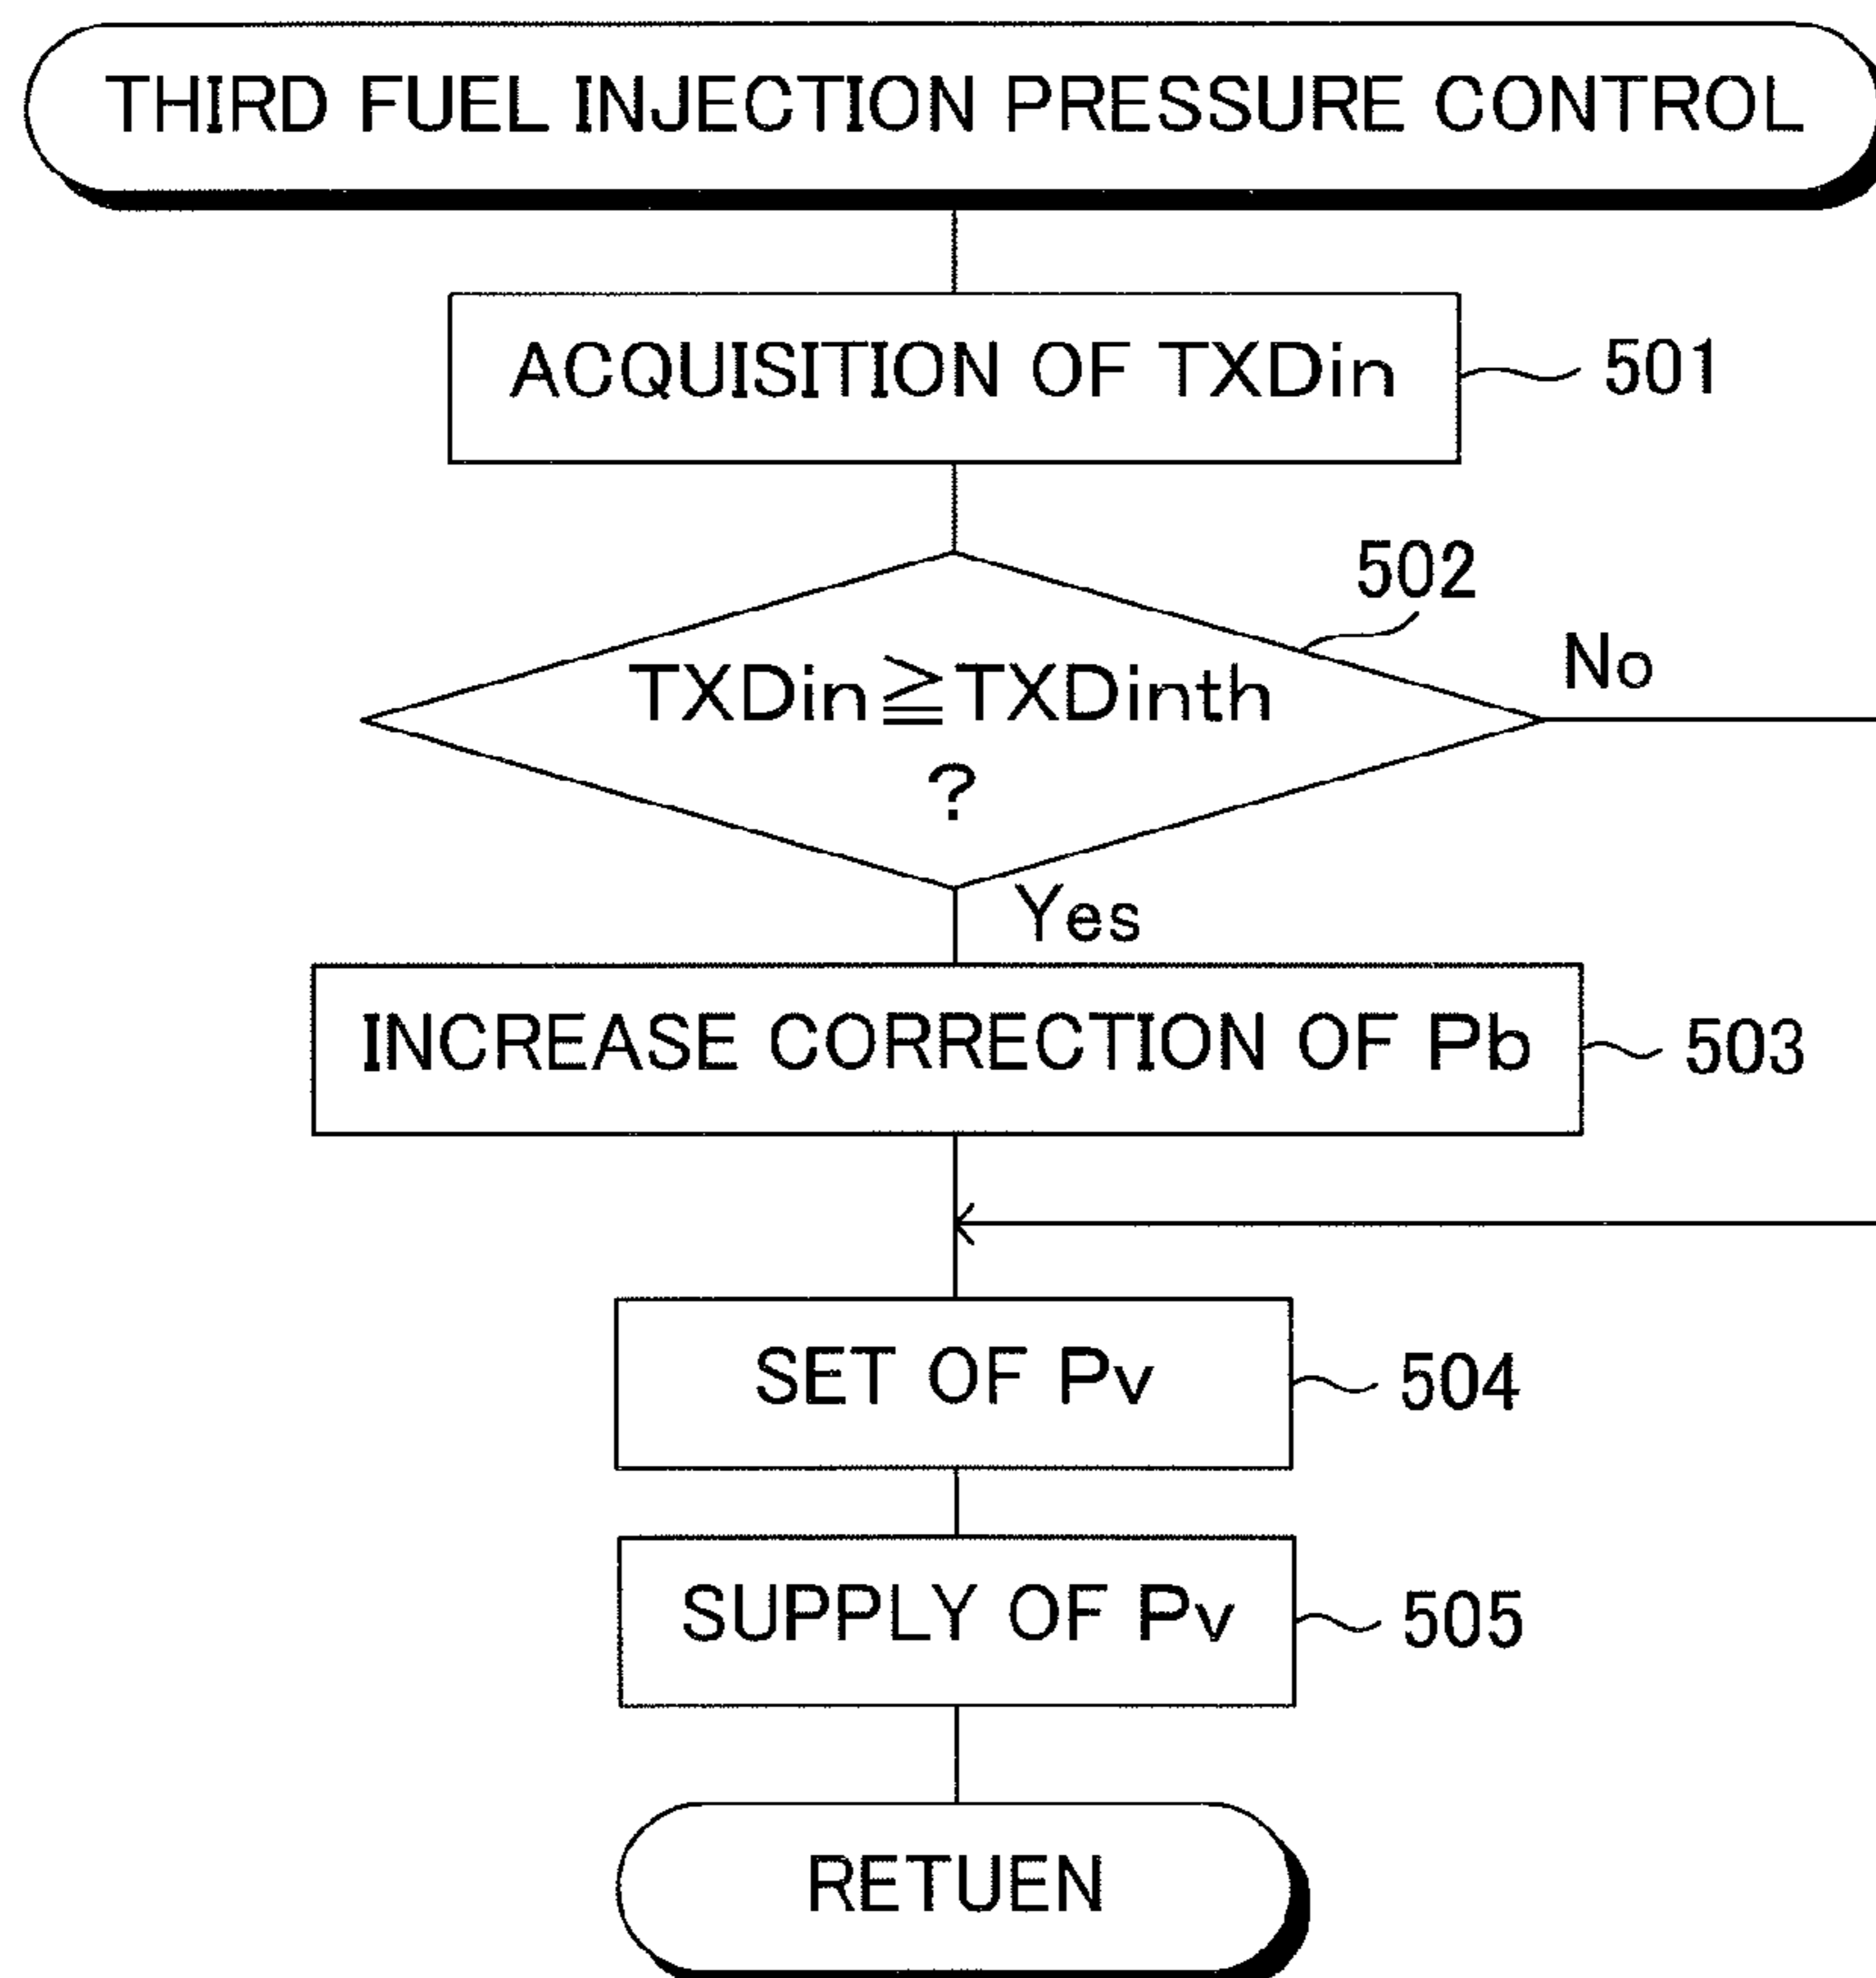 THIRD FUEL INJECTION PRESSURE CONTROL
ACQUISITION OF TXDin
501
502
No
TXDin≧TXDinth
?
Yes
INCREASE CORRECTION OF Pb
503
SET OF Pv
504
SUPPLY OF Pv
505
RETUEN